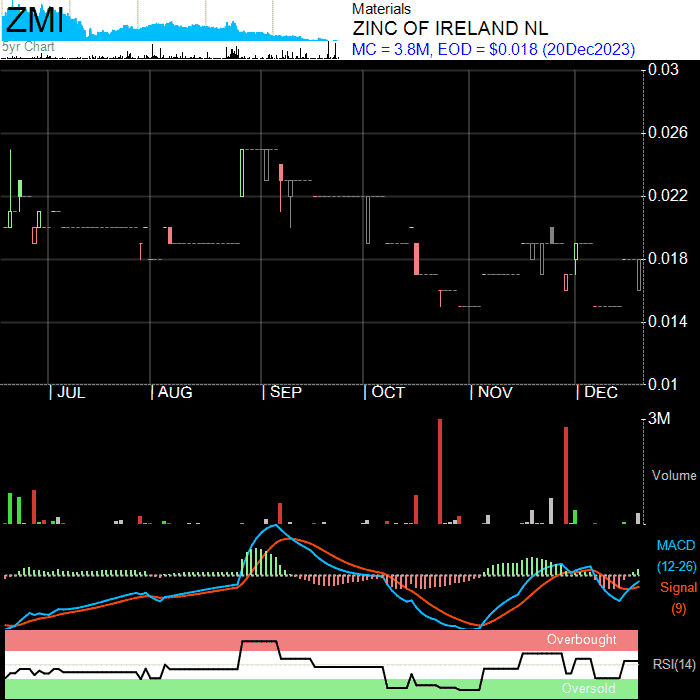 ZMI
5yr Chart
Materials
ZINC OF IRELAND NL
MC = 3.8M, EOD = $0.018 (20Dec2023)
0.03
0.026
0.022
0.018
0.014
0.01
JUL
AUG
SEP
OCT
NOV
DEC
3M
Volume
MACD
(12-26)
Signal
(9)
Overbought
RSI(14)
Oversold